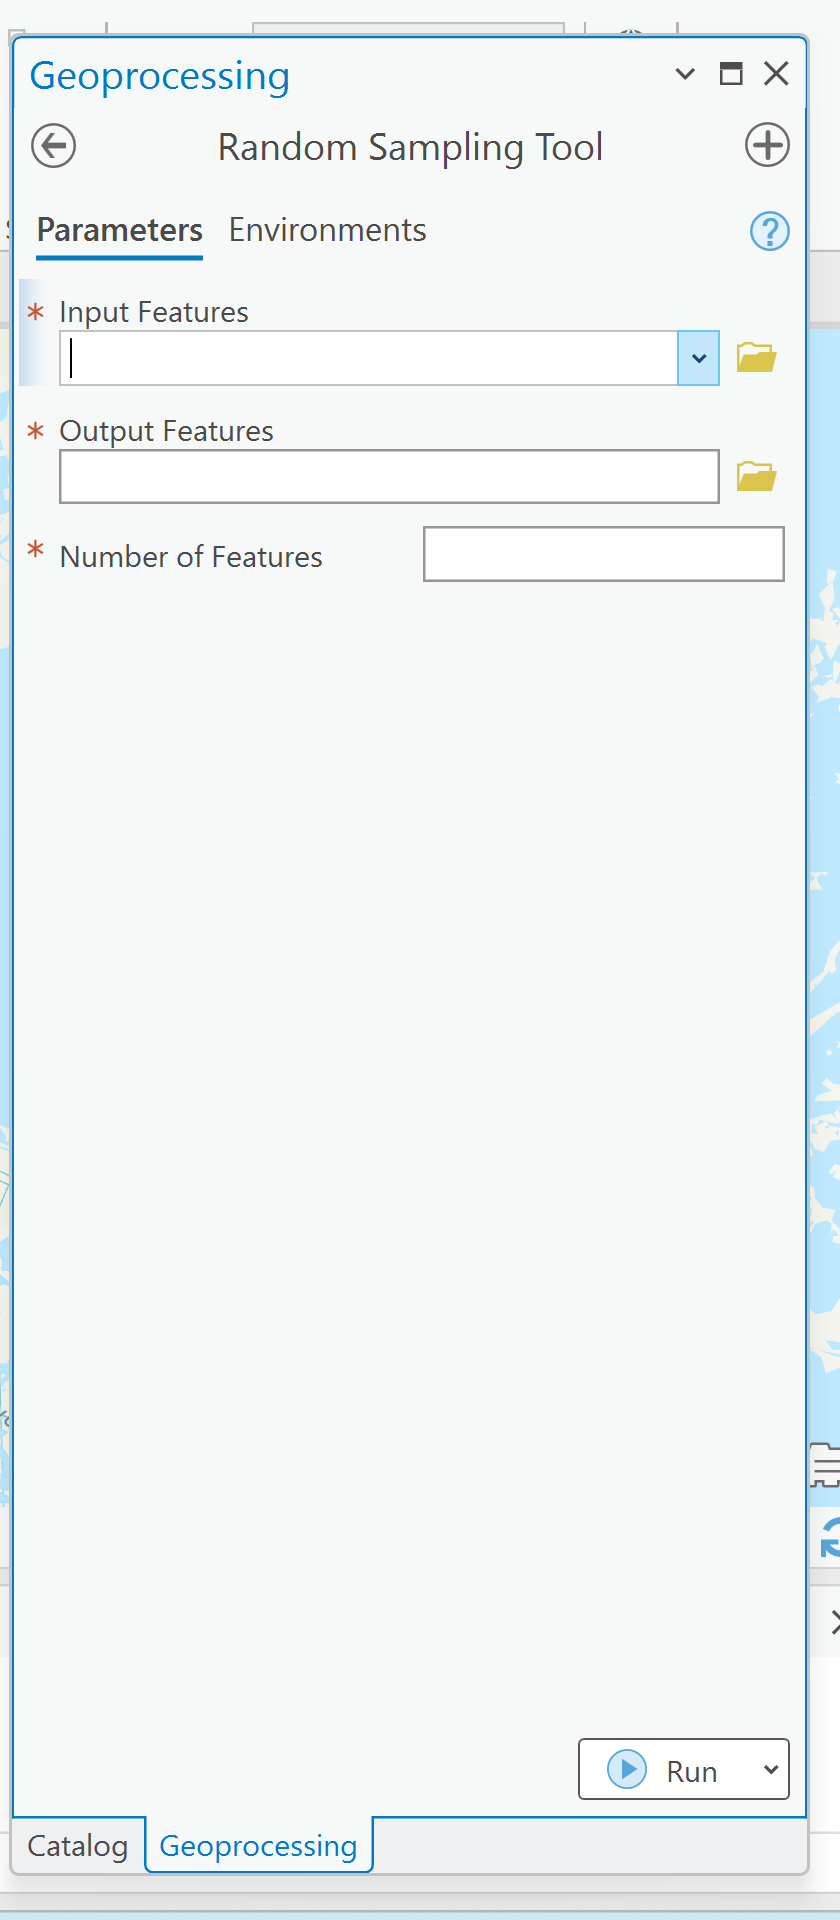 Geoprocessing
Random Sampling Tool
Parameters Environments
?
* Input Features
* Output Features
* Number of Features
Run
Catalog Geoprocessing